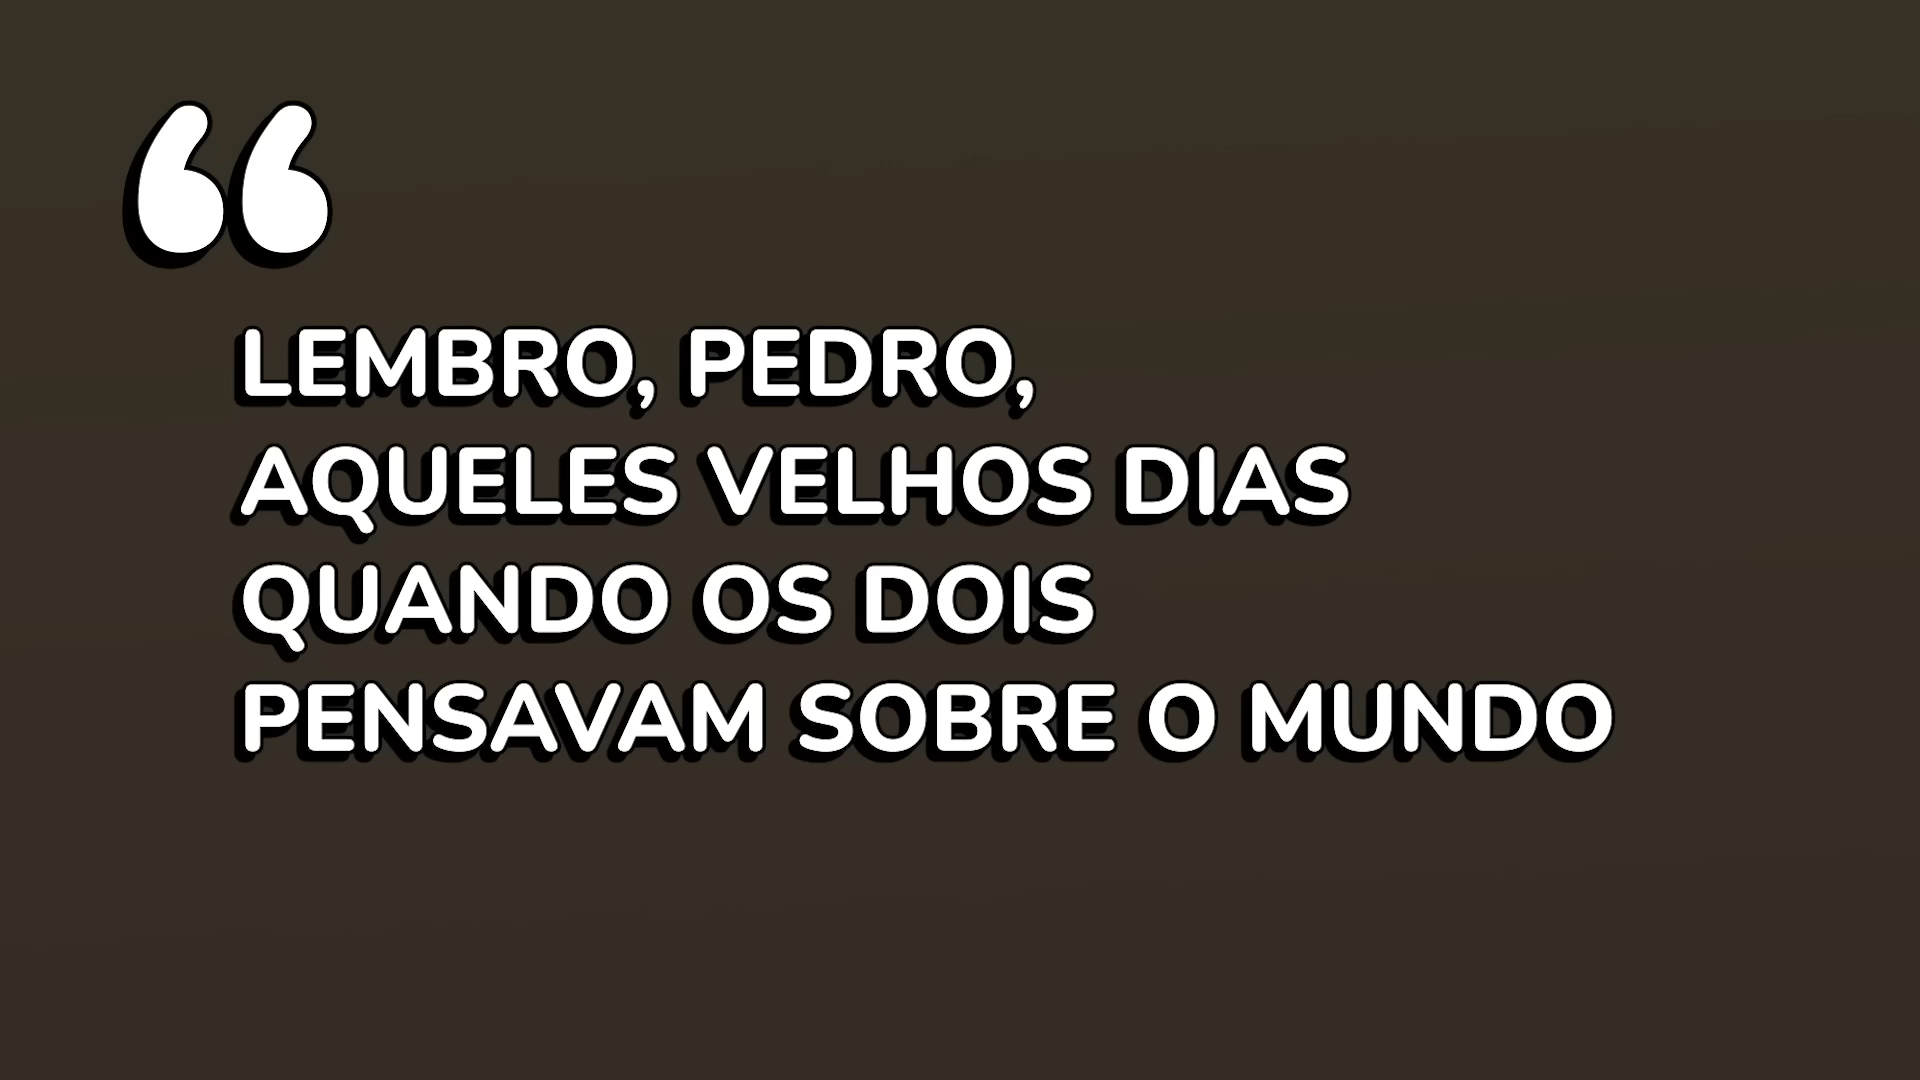 “
LEMBRO, PEDRO,
AQUELES VELHOS DIAS
QUANDO OS DOIS
PENSAVAM SOBRE O MUNDO